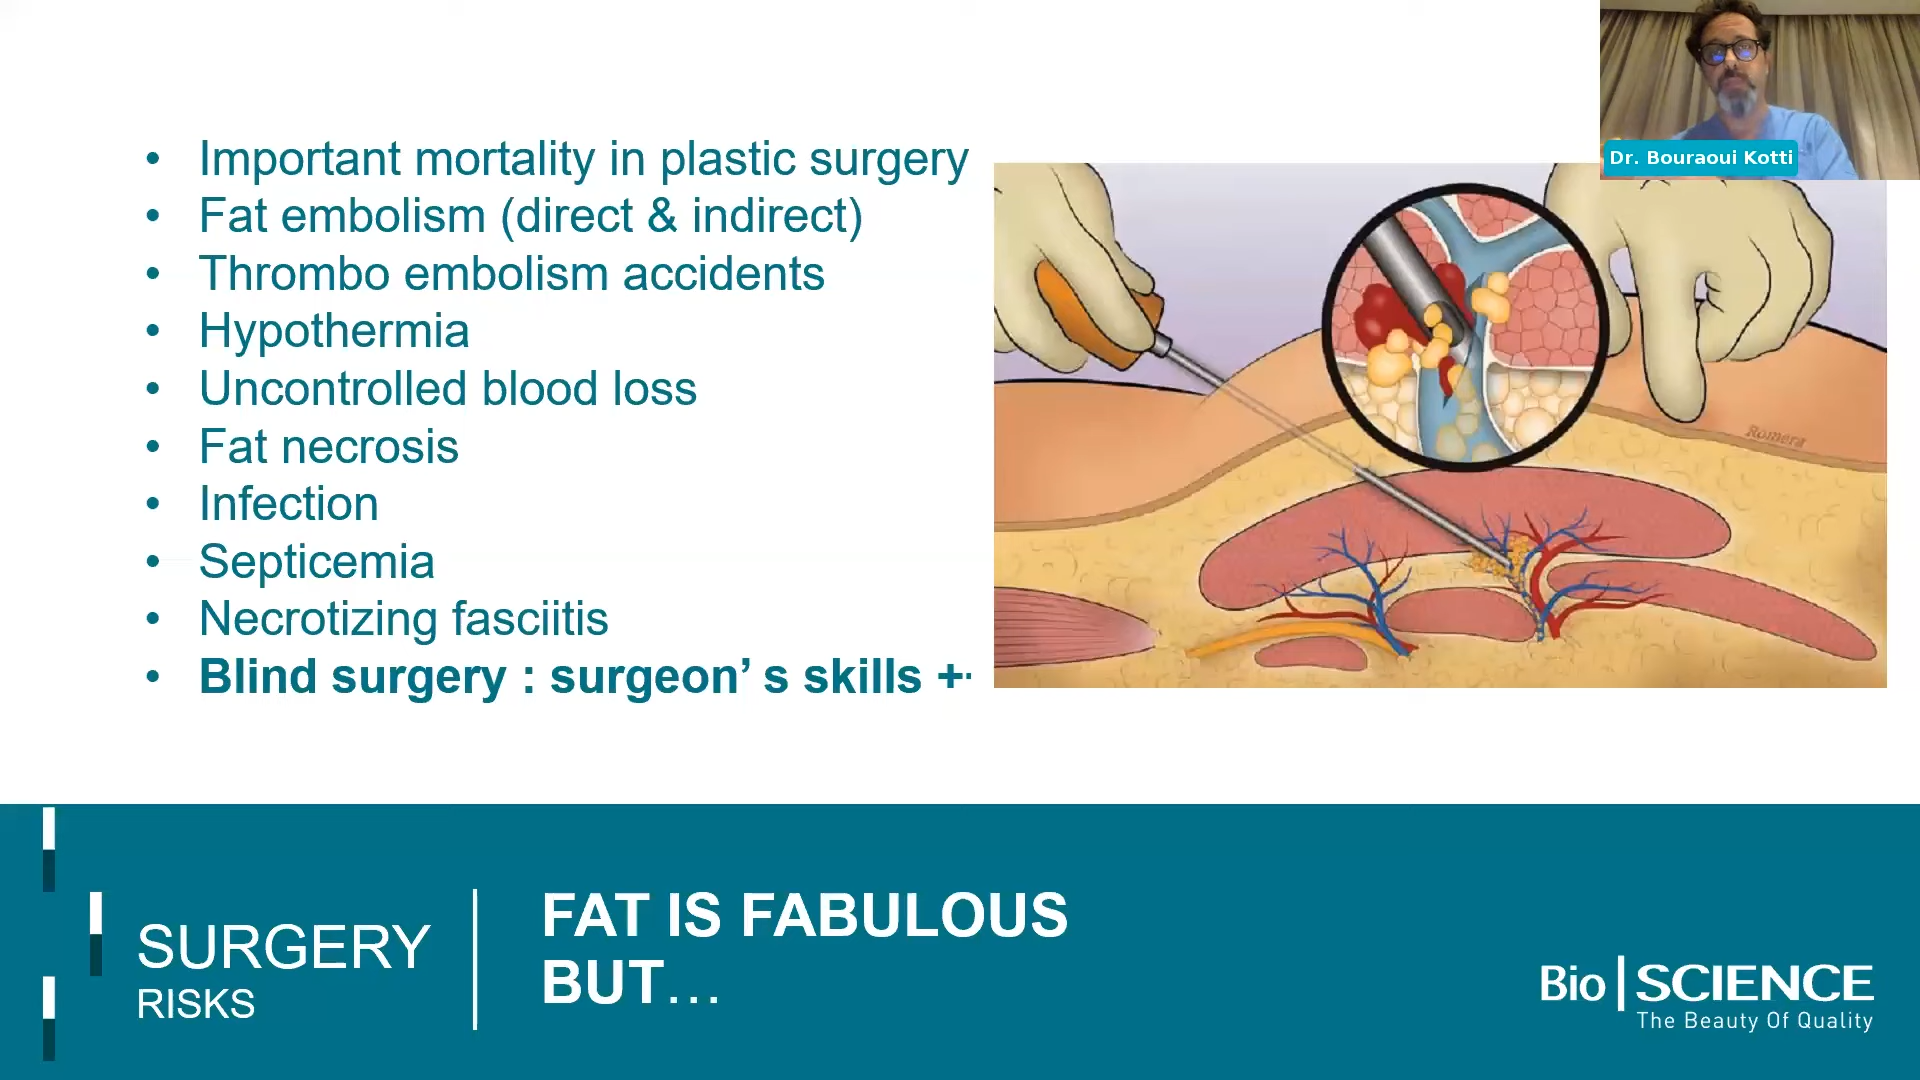 Dr. Bouraoui Kotti
• Important mortality in plastic surgery
• Fat embolism (direct & indirect)
• Thrombo embolism accidents
• Hypothermia
• Uncontrolled blood loss
• Fat necrosis
• Infection
• Septicemia
• Necrotizing fasciitis
• Blind surgery : surgeon’ s skills +
Romera
SURGERY
RISKS
FAT IS FABULOUS
BUT…
Bio|SCIENCE
The Beauty Of Quality